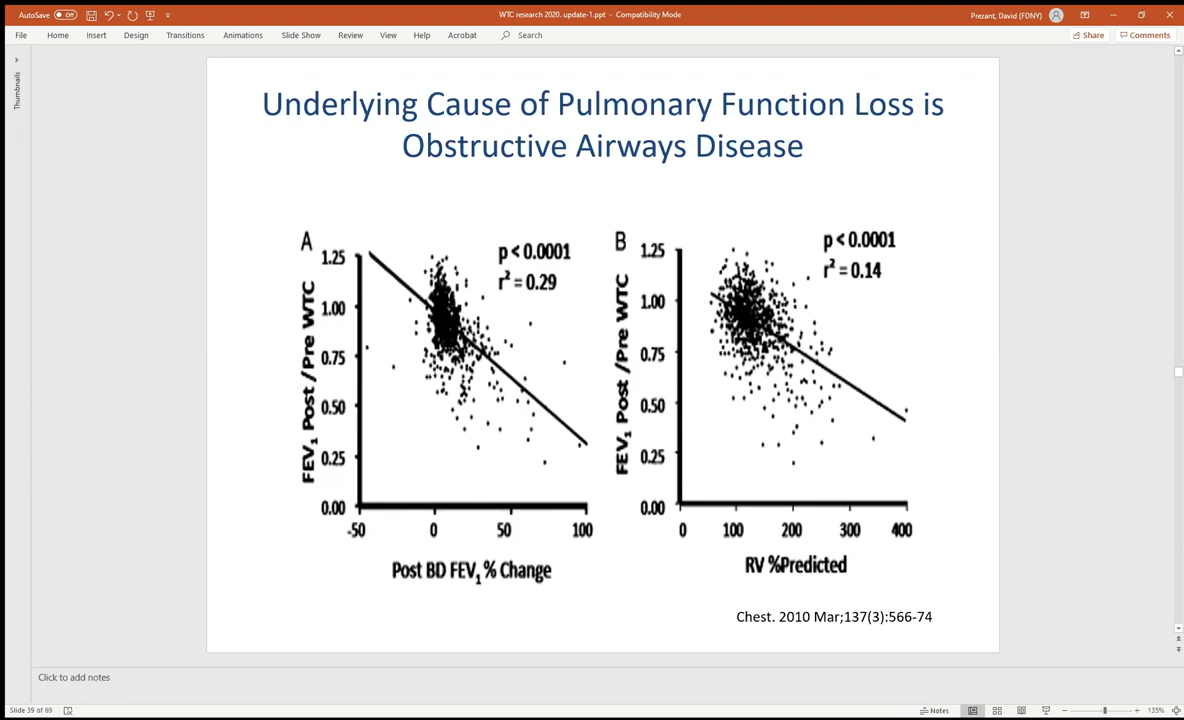 AutoSave Off
WTC research 2020. update-1.ppt - Compatibility Mode
Prezant, David (FDNY)
File Home Insert Design Transitions Animations Slide Show Review View Help Acrobat Search
Share Comments
Thumbnails
Underlying Cause of Pulmonary Function Loss is
Obstructive Airways Disease
A
p < 0.0001
r² = 0.29
FEV₁ Post /Pre WTC
1.25
1.00
0.75
0.50
0.25
0.00
-50 0 50 100
Post BD FEV₁ % Change
B
p < 0.0001
r² = 0.14
FEV₁ Post /Pre WTC
1.25
1.00
0.75
0.50
0.25
0.00
0 100 200 300 400
RV %Predicted
Chest. 2010 Mar;137(3):566-74
Click to add notes
Slide 39 of 69
Notes
135%